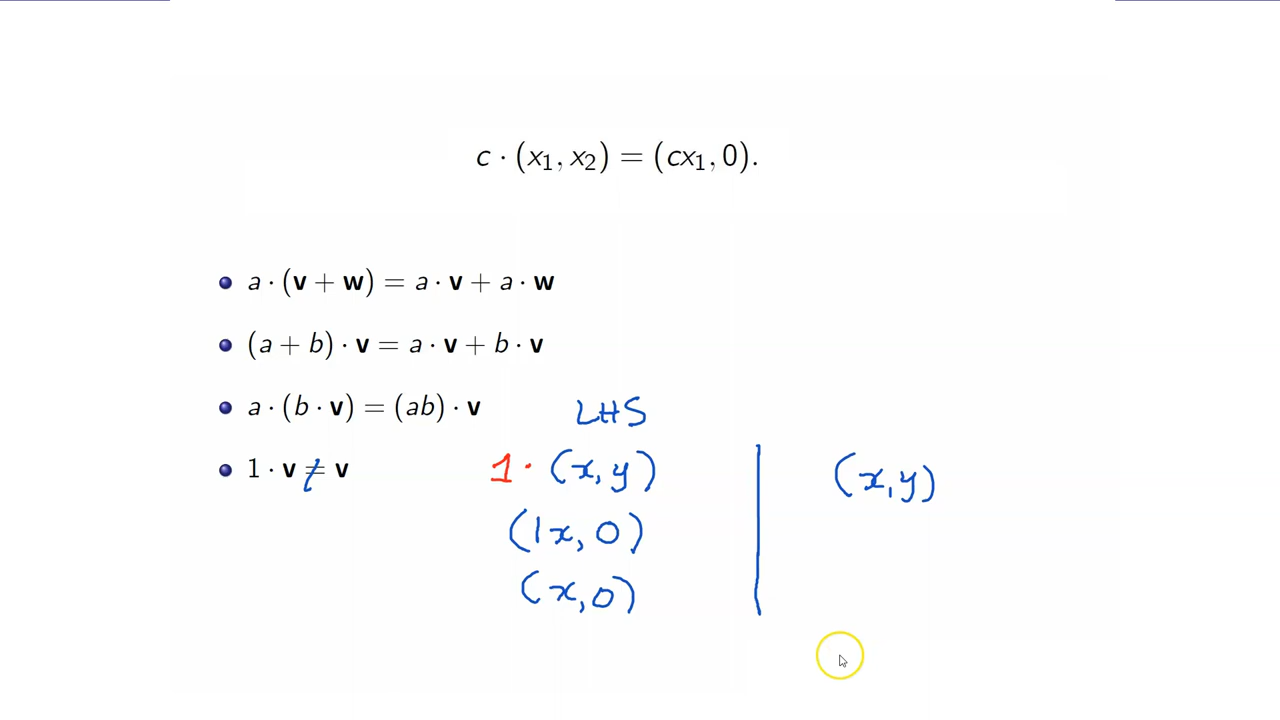 c · (x₁, x₂) = (cx₁, 0).
a · (v + w) = a · v + a · w
(a + b) · v = a · v + b · v
a · (b · v) = (ab) · v
LHS
1 · v ≠ v
1 · (x, y)
(x, y)
(1x, 0)
(x, 0)